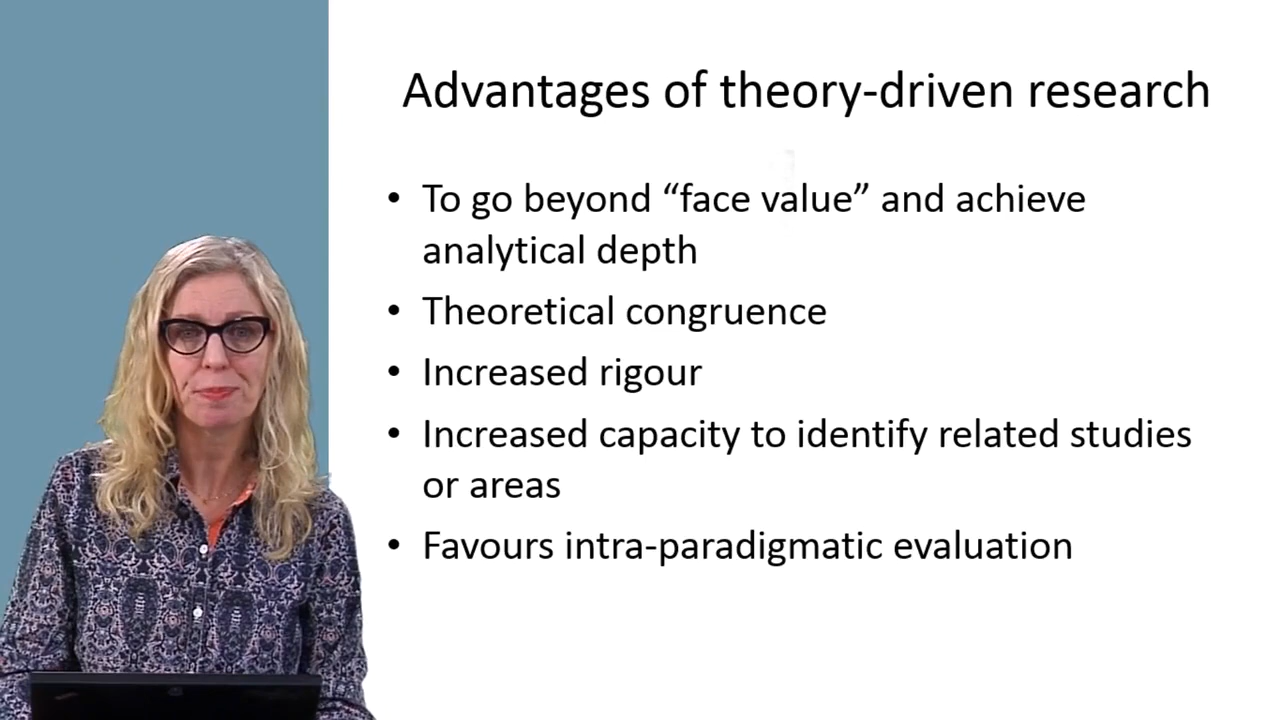 Advantages of theory-driven research
• To go beyond “face value” and achieve
analytical depth
• Theoretical congruence
• Increased rigour
• Increased capacity to identify related studies
or areas
• Favours intra-paradigmatic evaluation